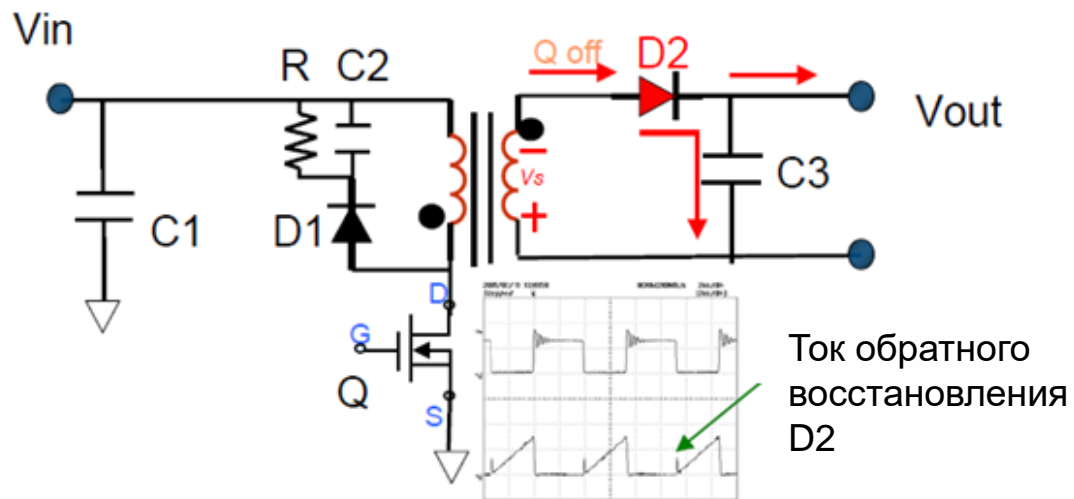 Vin
R
C2
Q off
D2
Vout
Vs
C3
C1
D1
D
G
Q
S
Ток обратного
восстановления
D2